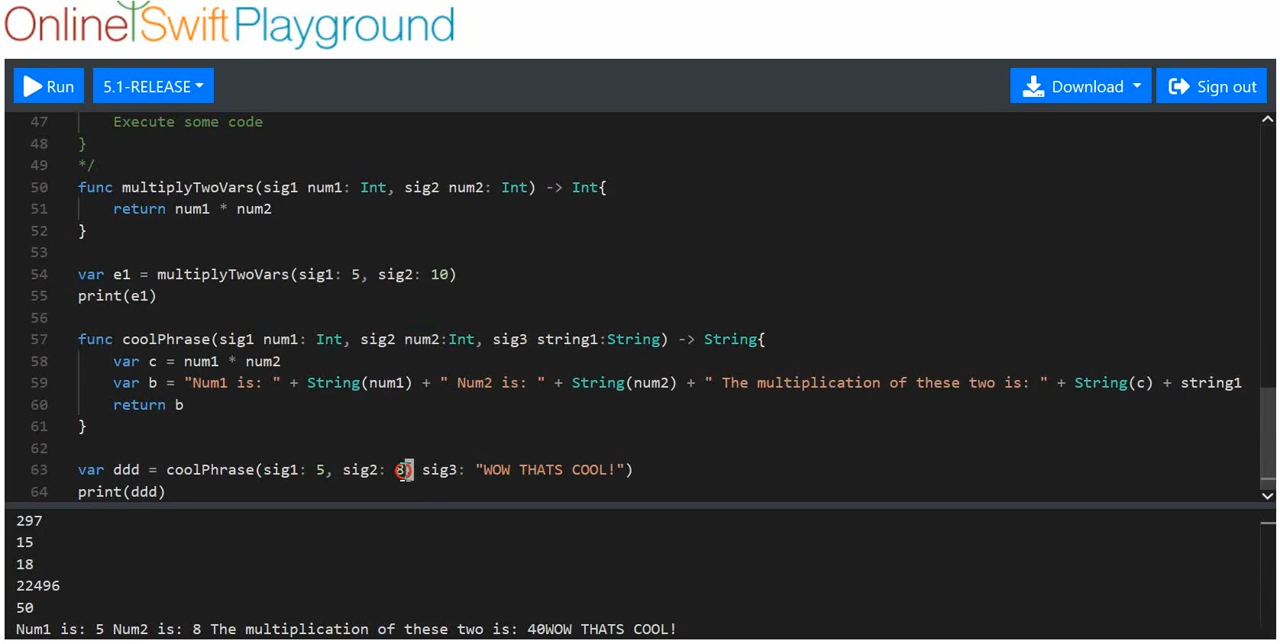 OnlineSwiftPlayground
Run 5.1-RELEASE Download Sign out
47 Execute some code
48 }
49 */
50 func multiplyTwoVars(sig1 num1: Int, sig2 num2: Int) -> Int{
51 return num1 * num2
52 }
53
54 var e1 = multiplyTwoVars(sig1: 5, sig2: 10)
55 print(e1)
56
57 func coolPhrase(sig1 num1: Int, sig2 num2:Int, sig3 string1:String) -> String{
58 var c = num1 * num2
59 var b = "Num1 is: " + String(num1) + " Num2 is: " + String(num2) + " The multiplication of these two is: " + String(c) + string1
60 return b
61 }
62
63 var ddd = coolPhrase(sig1: 5, sig2: 8, sig3: "WOW THATS COOL!")
64 print(ddd)
297
15
18
22496
50
Num1 is: 5 Num2 is: 8 The multiplication of these two is: 40WOW THATS COOL!